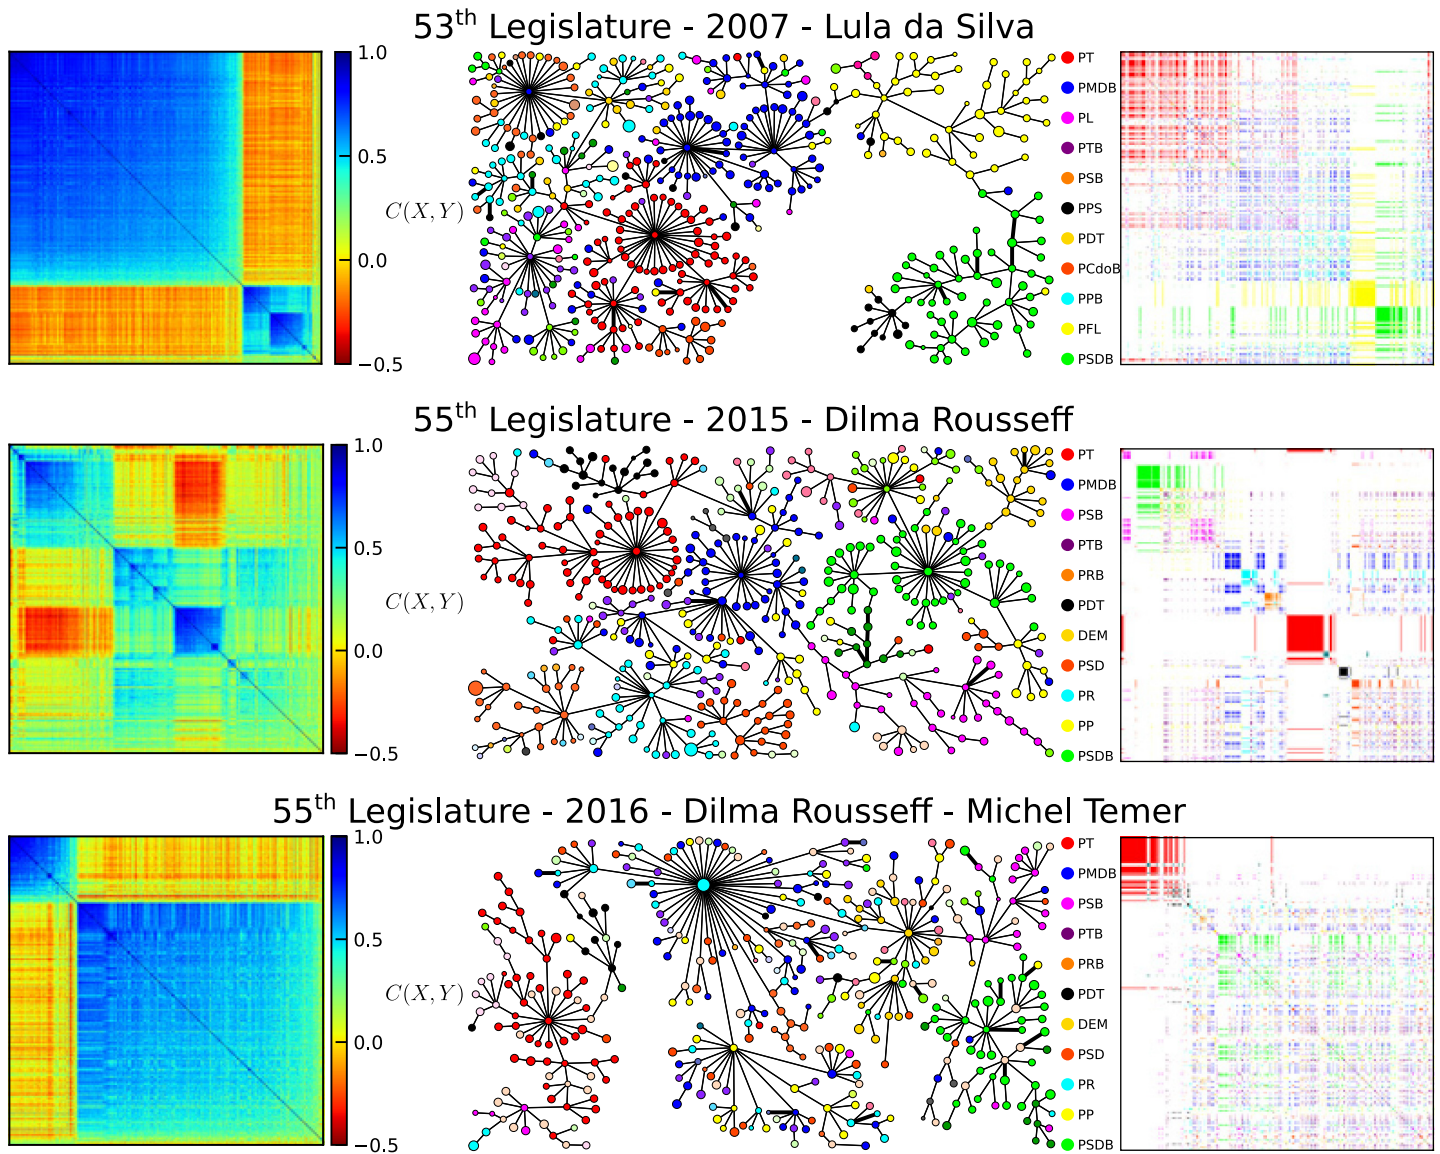 53th Legislature - 2007 - Lula da Silva
1.0
0.5
0.0
−0.5
C(X, Y)
PT
PMDB
PL
PTB
PSB
PPS
PDT
PCdoB
PPB
PFL
PSDB
55th Legislature - 2015 - Dilma Rousseff
1.0
0.5
0.0
−0.5
C(X, Y)
PT
PMDB
PSB
PTB
PRB
PDT
DEM
PSD
PR
PP
PSDB
55th Legislature - 2016 - Dilma Rousseff - Michel Temer
1.0
0.5
0.0
−0.5
C(X, Y)
PT
PMDB
PSB
PTB
PRB
PDT
DEM
PSD
PR
PP
PSDB